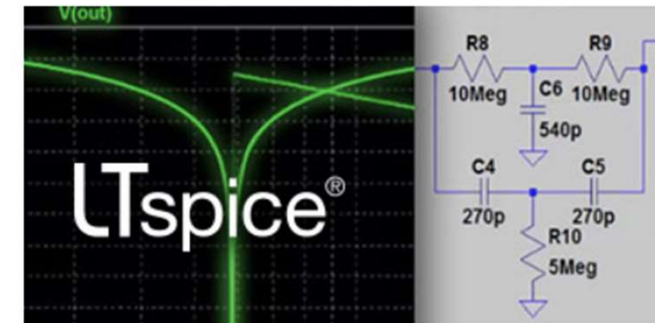 V(out)
LTspice®
R8
10Meg
R9
10Meg
C6
540p
C4
270p
C5
270p
R10
5Meg